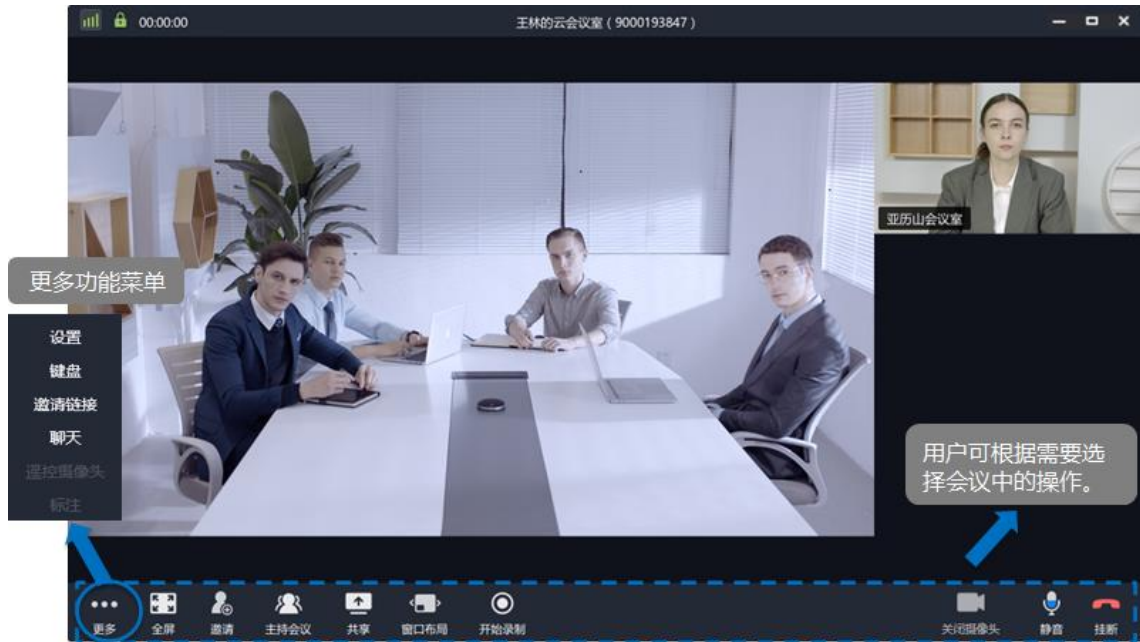 00:00:00
王林的云会议室 ( 9000193847 )
亚历山会议室
更多功能菜单
设置
键盘
邀请链接
聊天
遥控摄像头
标注
用户可根据需要选
择会议中的操作。
更多
全屏
邀请
主持会议
共享
窗口布局
开始录制
关闭摄像头
静音
挂断